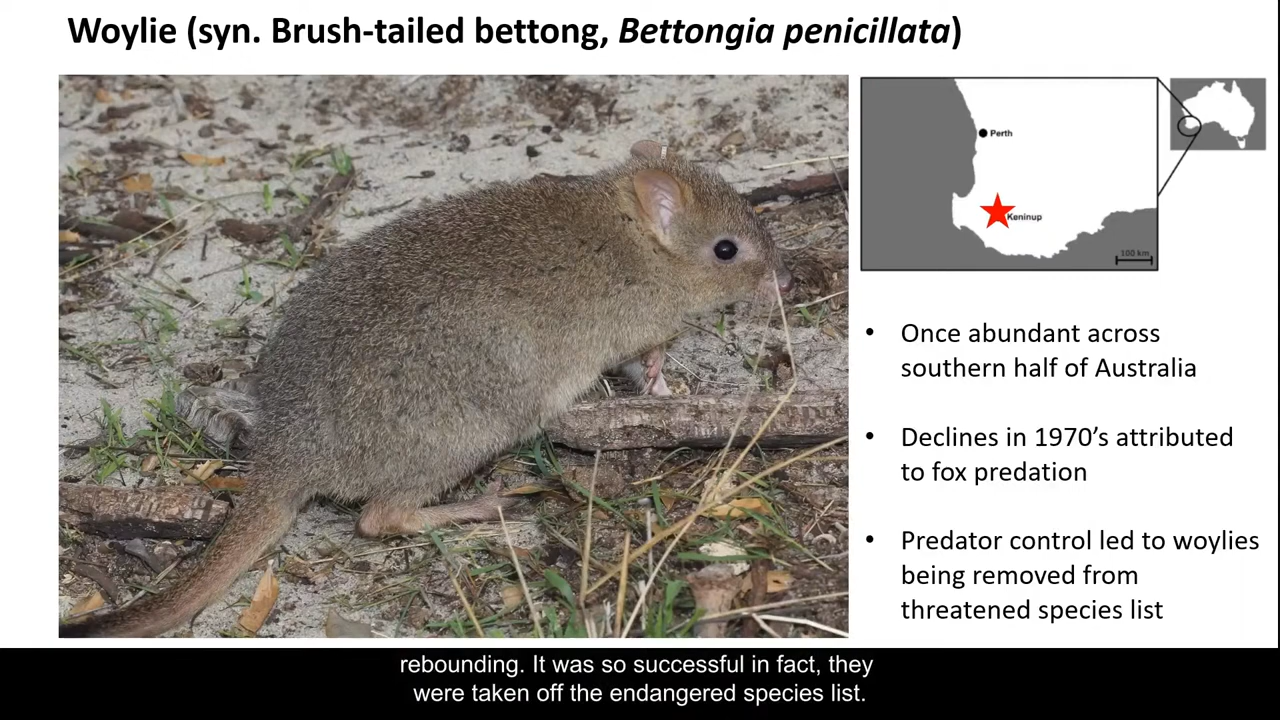 Woylie (syn. Brush-tailed bettong, Bettongia penicillata)
Perth
Keninup
100 km
• Once abundant across
southern half of Australia
• Declines in 1970’s attributed
to fox predation
• Predator control led to woylies
being removed from
threatened species list
rebounding. It was so successful in fact, they
were taken off the endangered species list.